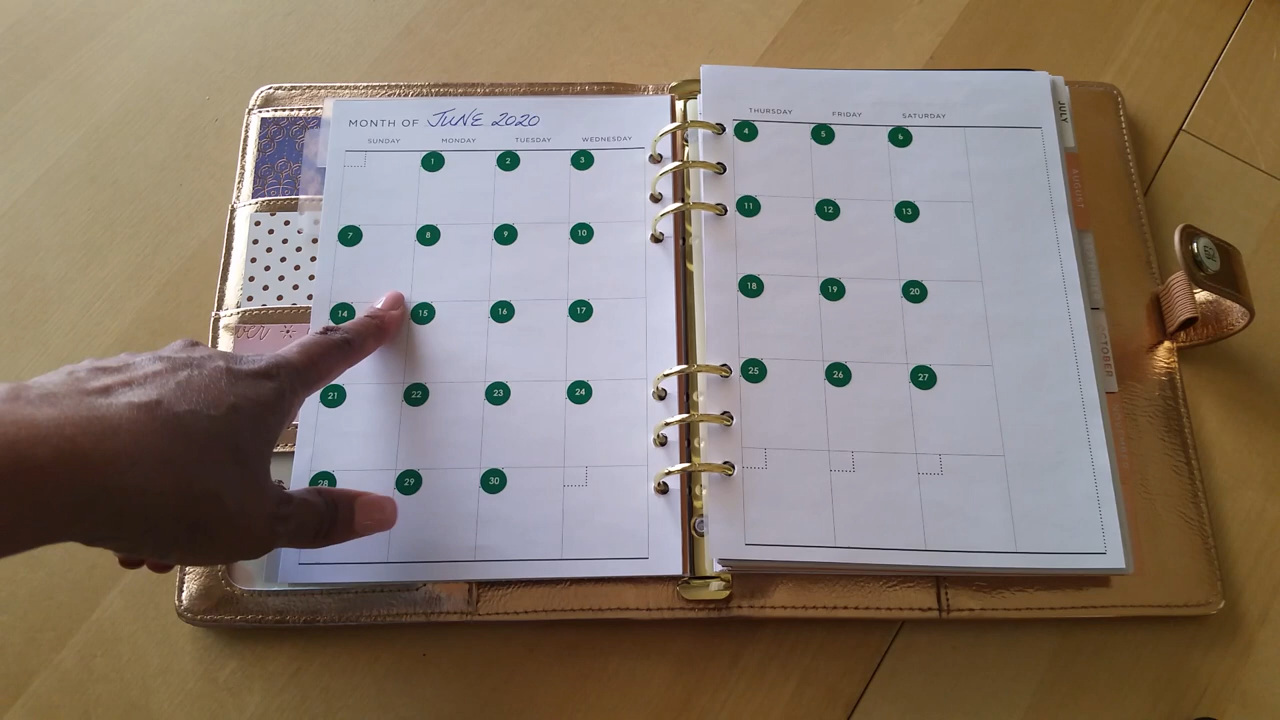 MONTH OF JUNE 2020
SUNDAY MONDAY TUESDAY WEDNESDAY
1 2 3
7 8 9 10
14 15 16 17
21 22 23 24
28 29 30
THURSDAY FRIDAY SATURDAY
4 5 6
11 12 13
18 19 20
25 26 27
JULY
AUGUST
OCTOBER
ver